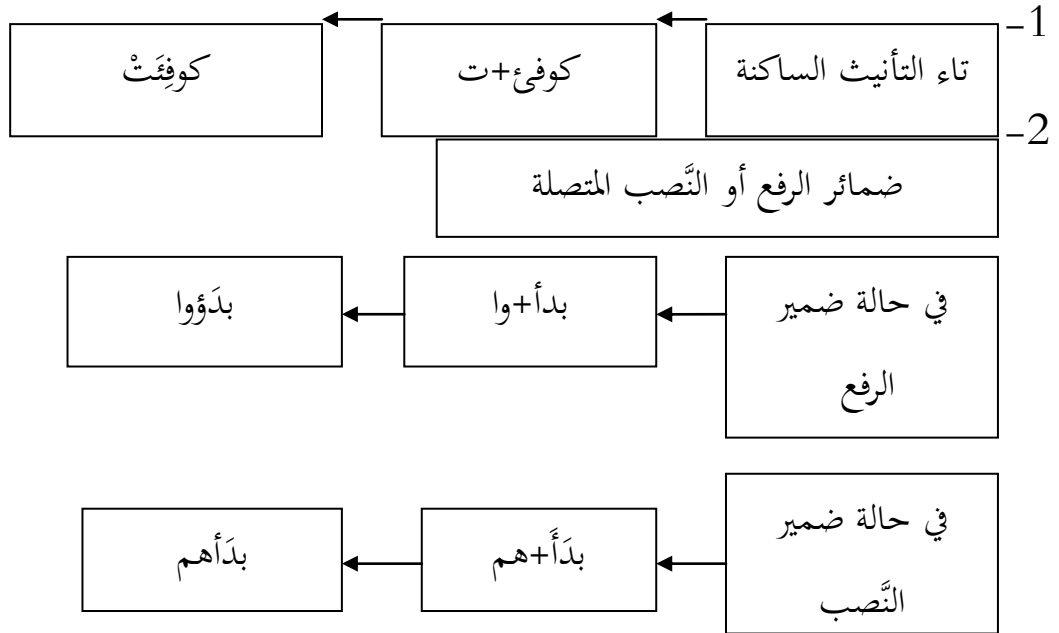 1-
تاء التأنيث الساكنة
كوفئ+ت
كوفِئَتْ
2-
ضمائر الرفع أو النَّصب المتصلة
في حالة ضمير
الرفع
بدأ+وا
بدَؤوا
في حالة ضمير
النَّصب
بدَأَ+هم
بدَأهم